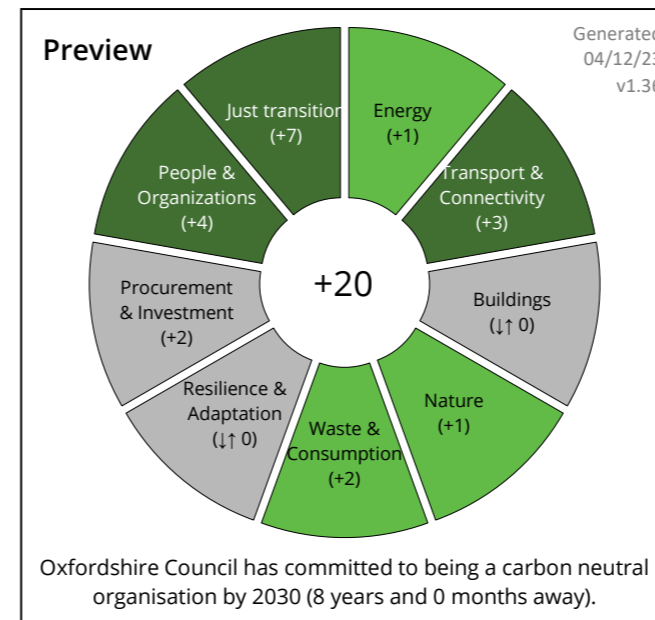 Preview
Generated
04/12/23
v1.36
Just transition
(+7)
Energy
(+1)
People &
Organizations
(+4)
Transport &
Connectivity
(+3)
+20
Procurement
& Investment
(+2)
Buildings
(↓↑ 0)
Resilience &
Adaptation
(↓↑ 0)
Nature
(+1)
Waste &
Consumption
(+2)
Oxfordshire Council has committed to being a carbon neutral
organisation by 2030 (8 years and 0 months away).